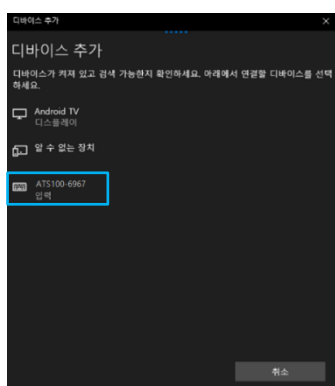 디바이스 추가
디바이스 추가
디바이스가 켜져 있고 검색 가능한지 확인하세요. 아래에서 연결할 디바이스를 선택
하세요.
Android TV
디스플레이
알 수 없는 장치
ATS100-6967
입력
취소